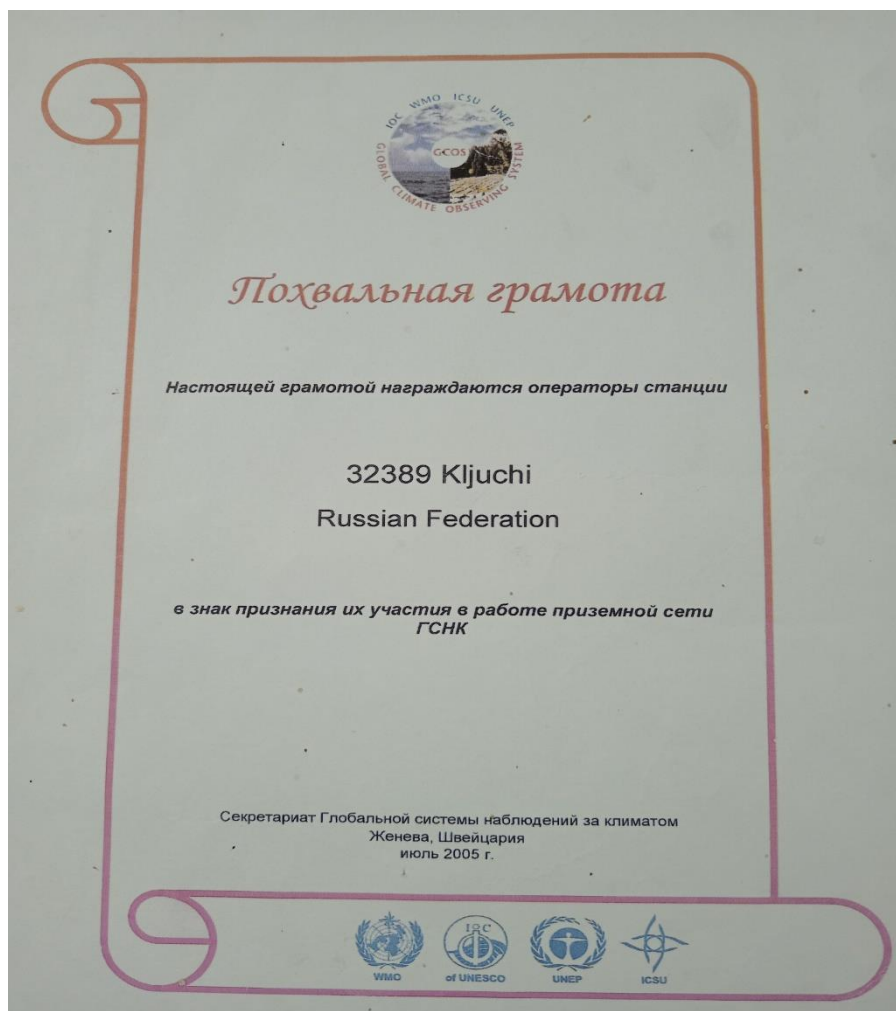 IOC WMO ICSU UNEP
GCOS
GLOBAL CLIMATE OBSERVING SYSTEM
Похвальная грамота
Настоящей грамотой награждаются операторы станции
32389 Kljuchi
Russian Federation
в знак признания их участия в работе приземной сети
ГСНК
Секретариат Глобальной системы наблюдений за климатом
Женева, Швейцария
июль 2005 г.
IOC
WMO of UNESCO UNEP ICSU